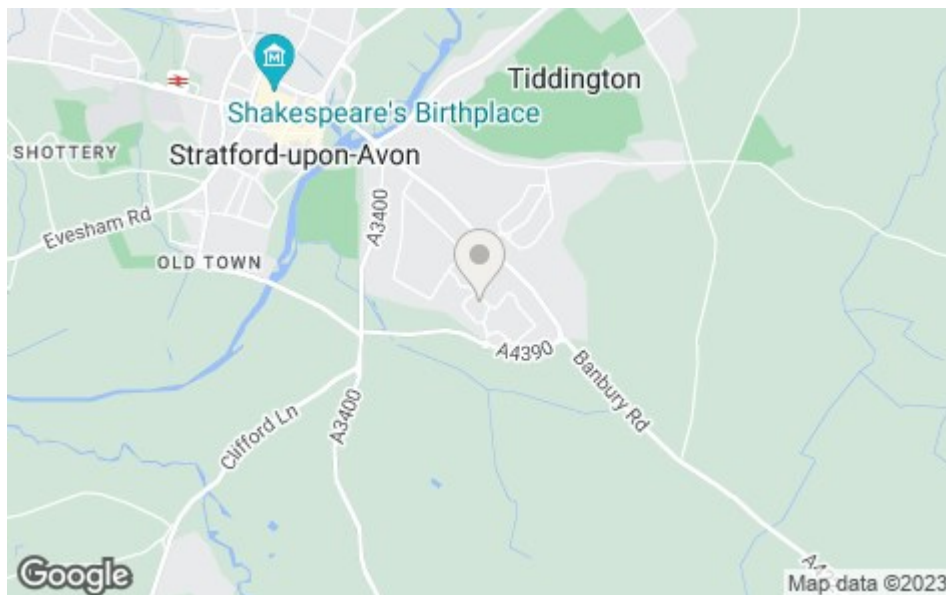 Tiddington
Shakespeare's Birthplace
SHOTTERY
Stratford-upon-Avon
Evesham Rd
A3400
OLD TOWN
A4390
Banbury Rd
Clifford Ln
A3400
Google
Map data ©2023